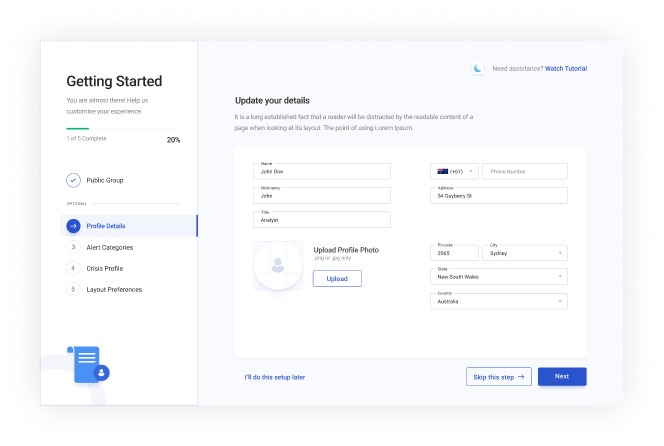 Getting Started
You are almost there! Help us
customise your experience
1 of 5 Complete
20%
Public Group
OPTIONAL
Profile Details
3 Alert Categories
4 Crisis Profile
5 Layout Preferences
Need assistance? Watch Tutorial
Update your details
It is a long established fact that a reader will be distracted by the readable content of a
page when looking at its layout. The point of using Lorem Ipsum.
Name
John Doe
Nickname
John
Title
Analyst
Upload Profile Photo
.png or .jpg only
Upload
(+61)
Phone Number
Address
54 Gayberry St
Pincode
2065
City
Sydney
State
New South Wales
Country
Australia
I'll do this setup later
Skip this step
Next